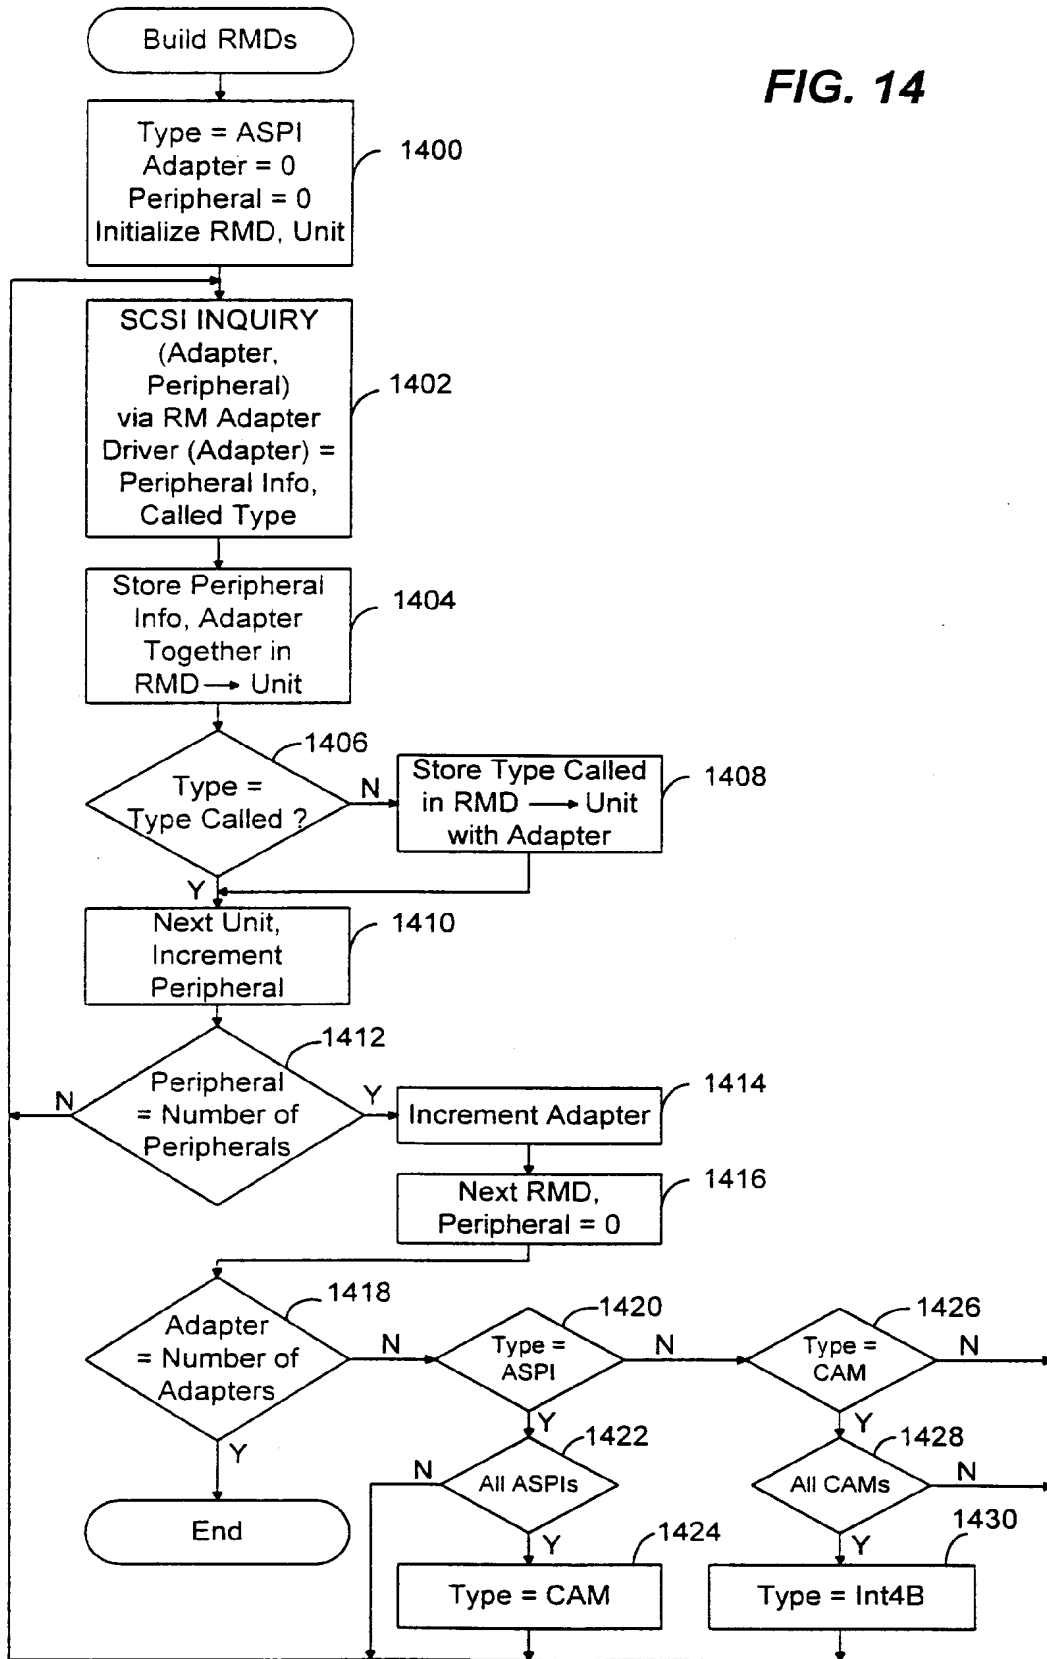 Build RMDs
FIG. 14
Type = ASPI
Adapter = 0
Peripheral = 0
Initialize RMD, Unit
1400
SCSI INQUIRY
(Adapter,
Peripheral)
via RM Adapter
Driver (Adapter) =
Peripheral Info,
Called Type
1402
Store Peripheral
Info, Adapter
Together in
RMD → Unit
1404
1406
Type =
Type Called ?
N
Y
Store Type Called
in RMD → Unit
with Adapter
1408
Next Unit,
Increment
Peripheral
1410
1412
Peripheral
= Number of
Peripherals
N
Y
Increment Adapter
1414
Next RMD,
Peripheral = 0
1416
1418
Adapter
= Number of
Adapters
N
Y
End
1420
Type =
ASPI
N
Y
1422
All ASPIs
N
Y
1424
Type = CAM
1426
Type =
CAM
N
Y
1428
All CAMs
N
Y
1430
Type = Int4B